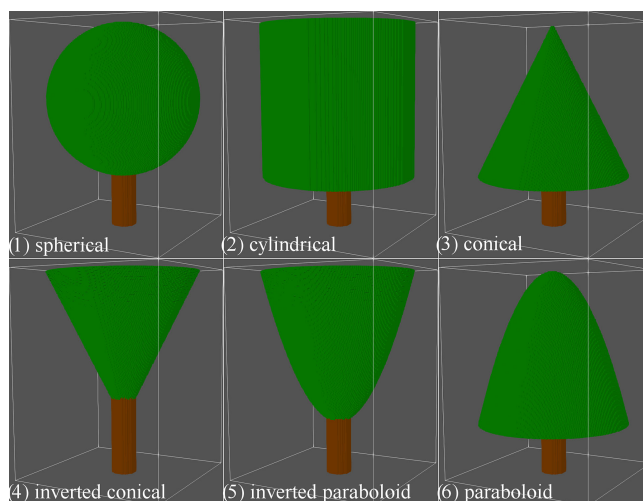 (1) spherical
(2) cylindrical
(3) conical
(4) inverted conical
(5) inverted paraboloid
(6) paraboloid